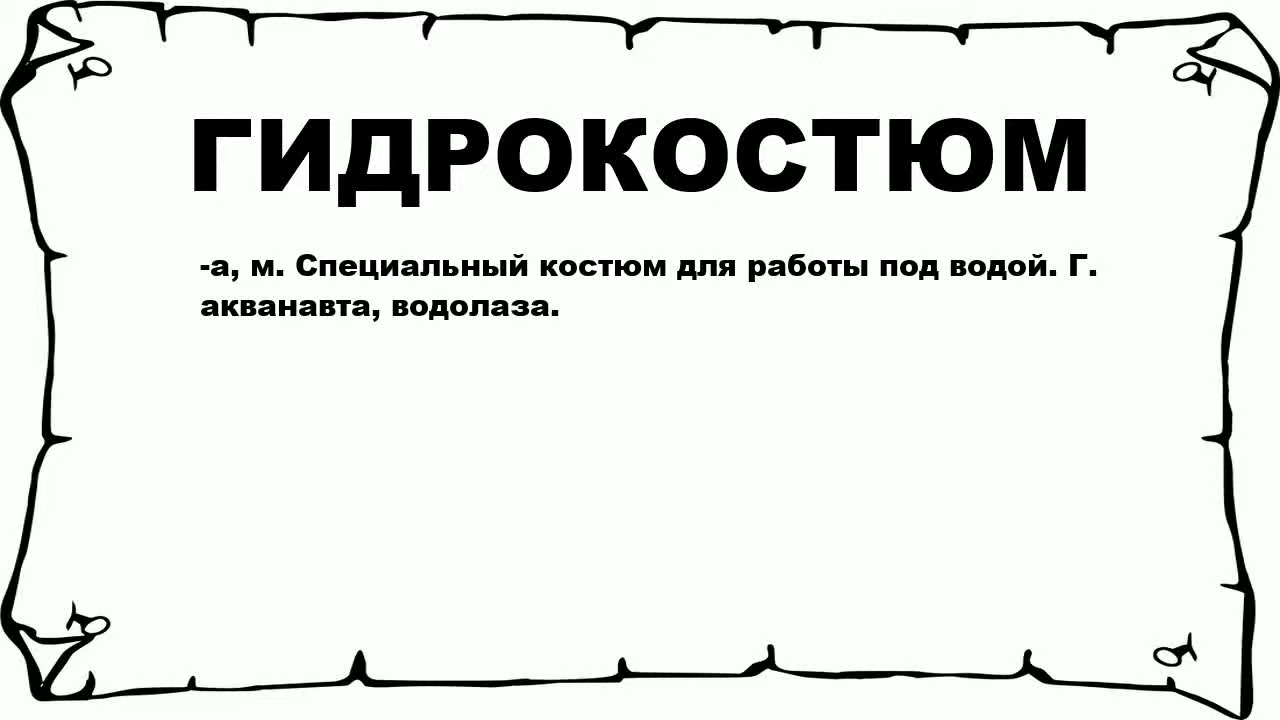 ГИДРОКОСТЮМ
-а, м. Специальный костюм для работы под водой. Г.
акванавта, водолаза.